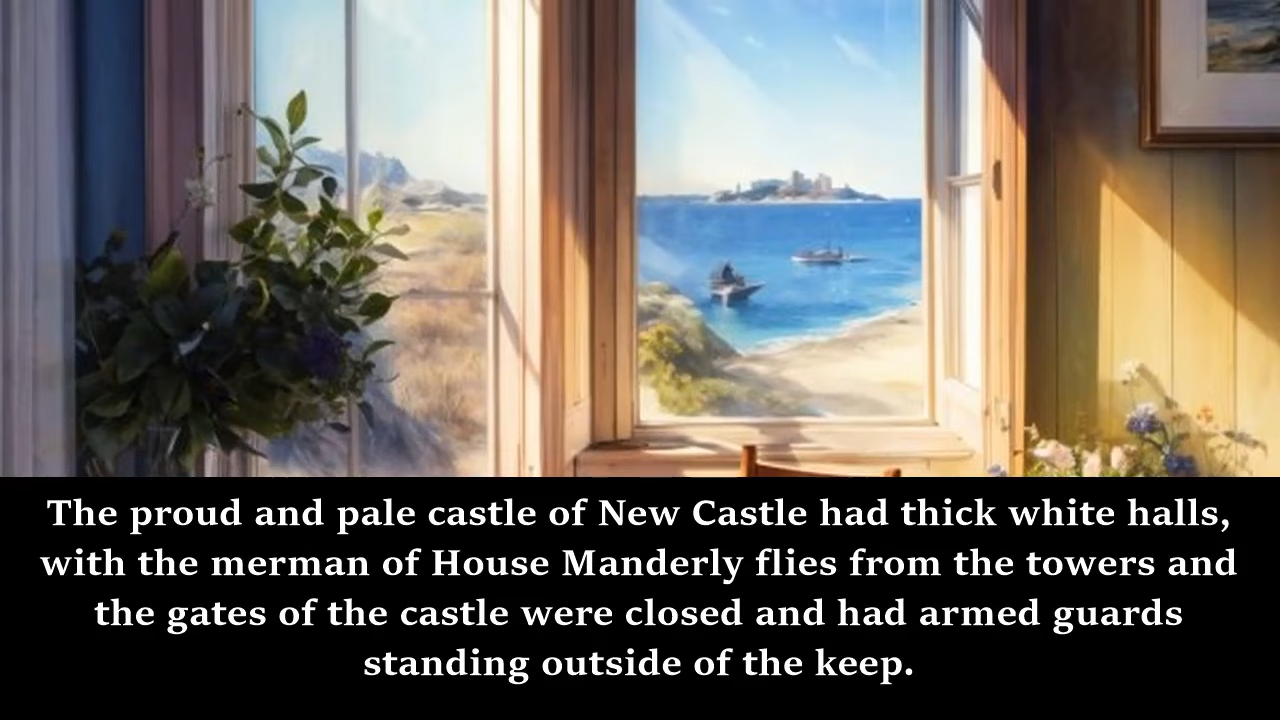 The proud and pale castle of New Castle had thick white halls,
with the merman of House Manderly flies from the towers and
the gates of the castle were closed and had armed guards
standing outside of the keep.